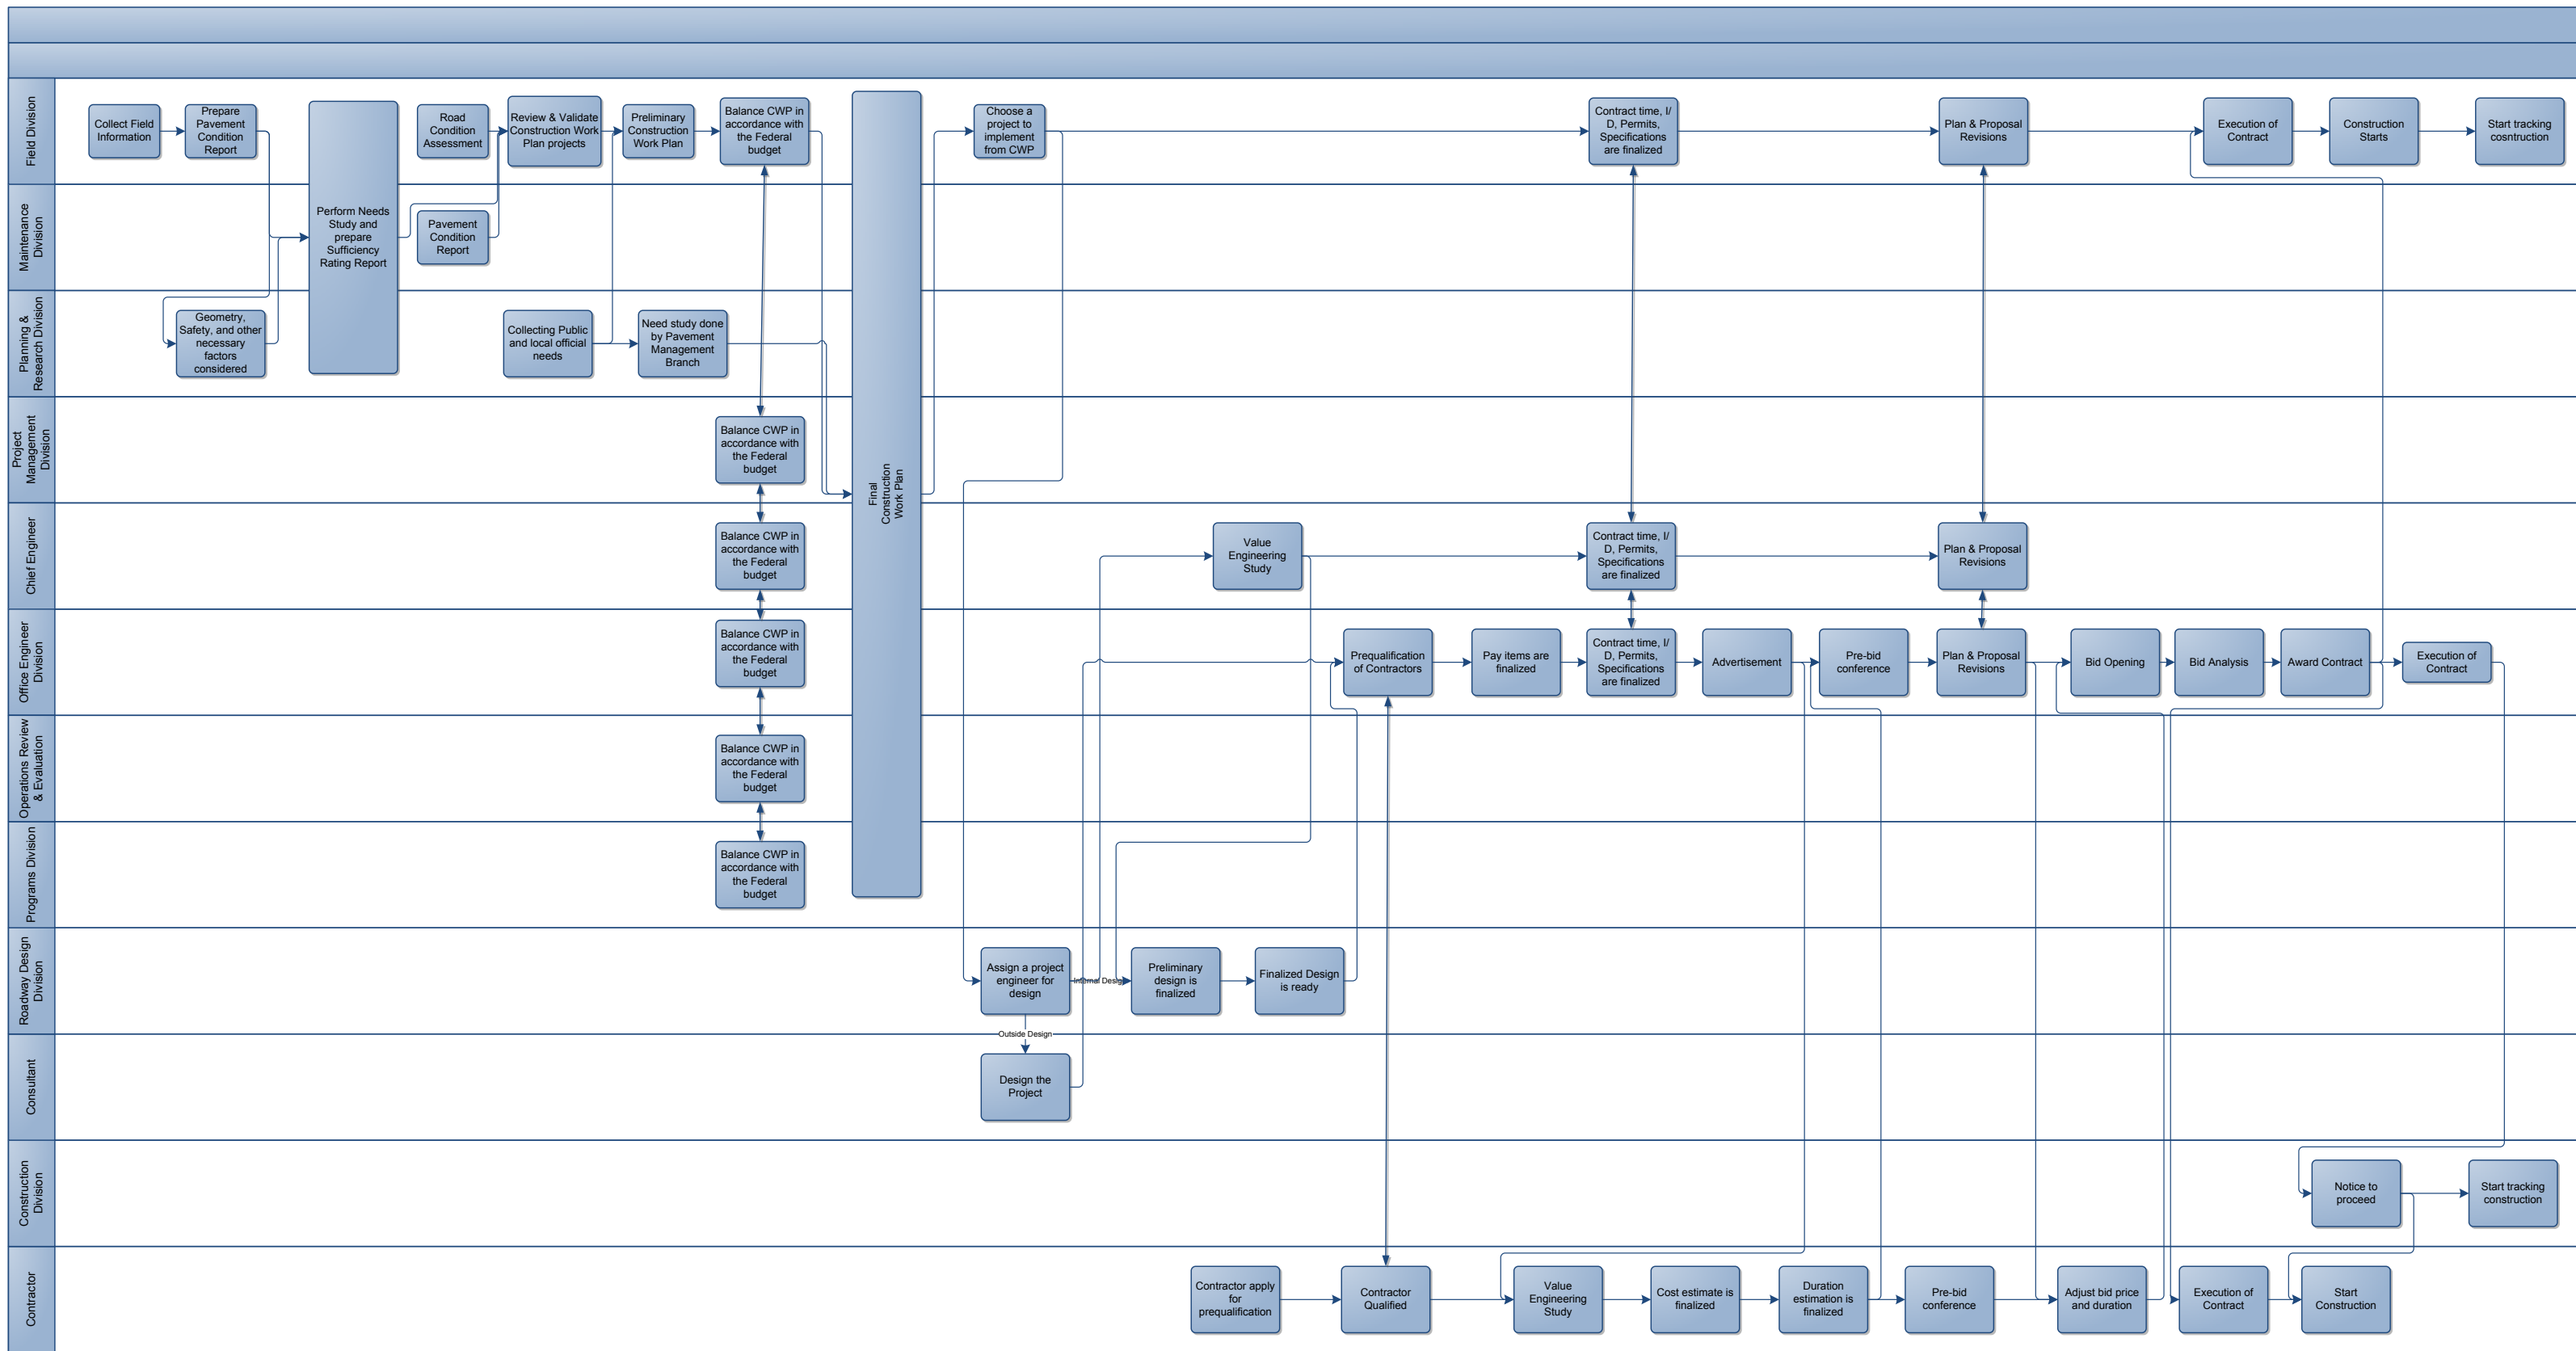 Field Division
Collect Field
Information
Prepare
Pavement
Condition
Report
Perform Needs
Study and
prepare
Sufficiency
Rating Report
Road
Condition
Assessment
Review & Validate
Construction Work
Plan projects
Preliminary
Construction
Work Plan
Balance CWP in
accordance with
the Federal
budget
Final
Construction
Work Plan
Choose a
project to
implement
from CWP
Contract time, I/
D, Permits,
Specifications
are finalized
Plan & Proposal
Revisions
Execution of
Contract
Construction
Starts
Start tracking
cosntruction
Maintenance
Division
Pavement
Condition
Report
Planning &
Research Division
Geometry,
Safety, and other
necessary
factors
considered
Collecting Public
and local official
needs
Need study done
by Pavement
Management
Branch
Project
Management
Division
Balance CWP in
accordance with
the Federal
budget
Chief Engineer
Balance CWP in
accordance with
the Federal
budget
Value
Engineering
Study
Contract time, I/
D, Permits,
Specifications
are finalized
Plan & Proposal
Revisions
Office Engineer
Division
Balance CWP in
accordance with
the Federal
budget
Prequalification
of Contractors
Pay items are
finalized
Contract time, I/
D, Permits,
Specifications
are finalized
Advertisement
Pre-bid
conference
Plan & Proposal
Revisions
Bid Opening
Bid Analysis
Award Contract
Execution of
Contract
Operations Review
& Evaluation
Balance CWP in
accordance with
the Federal
budget
Programs Division
Balance CWP in
accordance with
the Federal
budget
Roadway Design
Division
Assign a project
engineer for
design
Internal Design
Preliminary
design is
finalized
Finalized Design
is ready
Outside Design
Consultant
Design the
Project
Construction
Division
Notice to
proceed
Start tracking
construction
Contractor
Contractor apply
for
prequalification
Contractor
Qualified
Value
Engineering
Study
Cost estimate is
finalized
Duration
estimation is
finalized
Pre-bid
conference
Adjust bid price
and duration
Execution of
Contract
Start
Construction